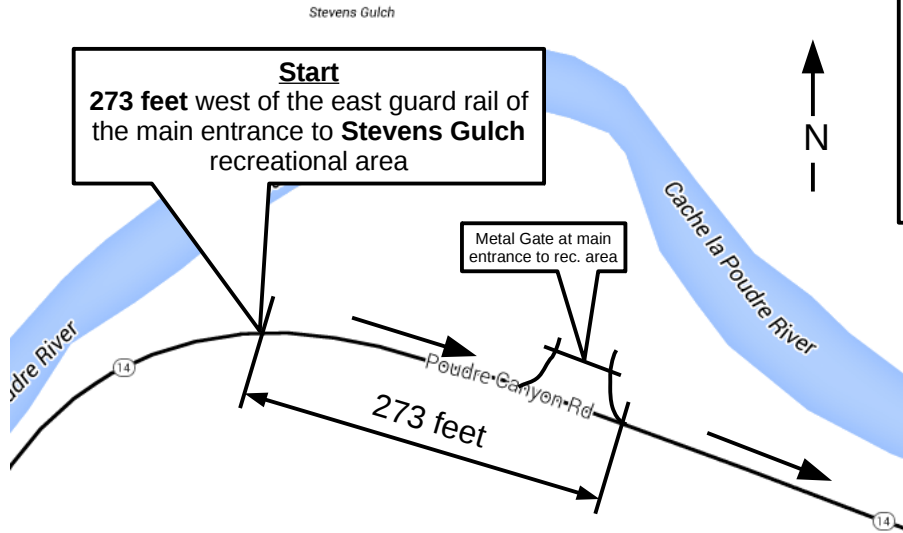 Stevens Gulch
Start
273 feet west of the east guard rail of
the main entrance to Stevens Gulch
recreational area
N
Metal Gate at main
entrance to rec. area
Cache la Poudre River
udre River
14
Poudre Canyon Rd
273 feet
14